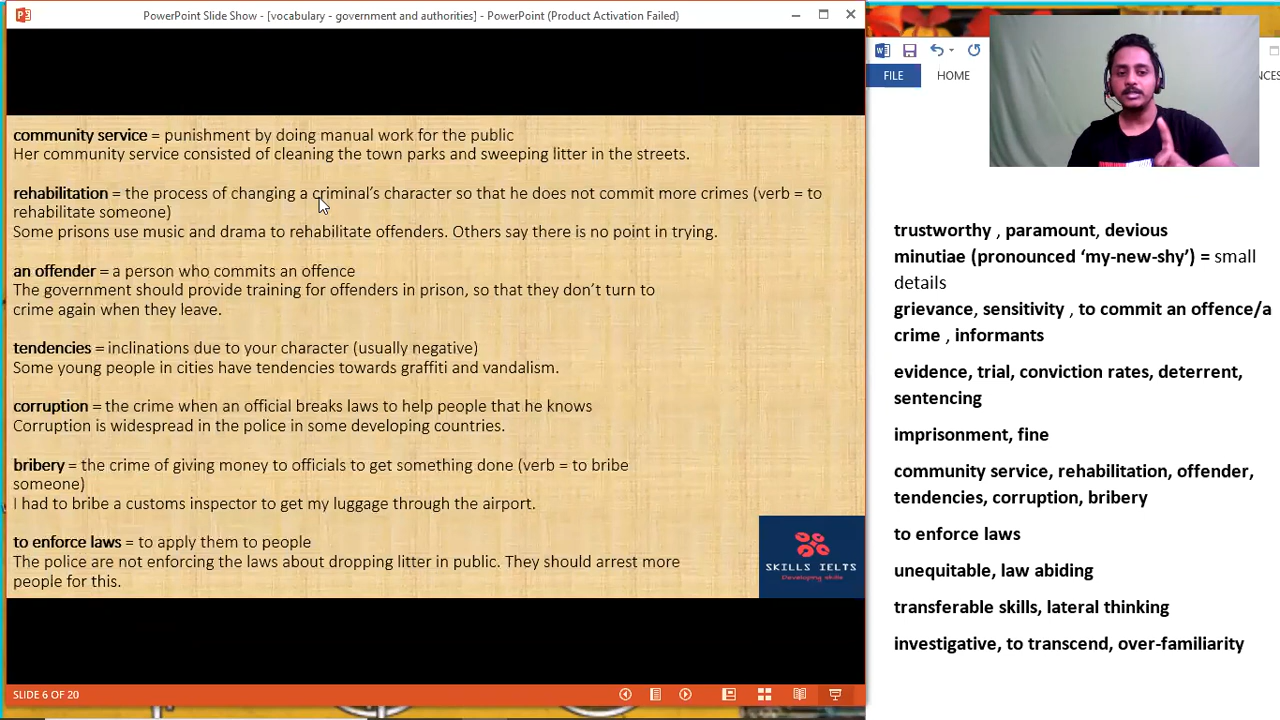 PowerPoint Slide Show - [vocabulary - government and authorities] - PowerPoint (Product Activation Failed)
FILE
HOME
NCES
community service = punishment by doing manual work for the public
Her community service consisted of cleaning the town parks and sweeping litter in the streets.
rehabilitation = the process of changing a criminal's character so that he does not commit more crimes (verb = to
rehabilitate someone)
Some prisons use music and drama to rehabilitate offenders. Others say there is no point in trying.
an offender = a person who commits an offence
The government should provide training for offenders in prison, so that they don't turn to
crime again when they leave.
tendencies = inclinations due to your character (usually negative)
Some young people in cities have tendencies towards graffiti and vandalism.
corruption = the crime when an official breaks laws to help people that he knows
Corruption is widespread in the police in some developing countries.
bribery = the crime of giving money to officials to get something done (verb = to bribe
someone)
I had to bribe a customs inspector to get my luggage through the airport.
to enforce laws = to apply them to people
The police are not enforcing the laws about dropping litter in public. They should arrest more
people for this.
SKILLS IELTS
Developing skills
SLIDE 6 OF 20
trustworthy , paramount, devious
minutiae (pronounced 'my-new-shy') = small
details
grievance, sensitivity , to commit an offence/a
crime , informants
evidence, trial, conviction rates, deterrent,
sentencing
imprisonment, fine
community service, rehabilitation, offender,
tendencies, corruption, bribery
to enforce laws
unequitable, law abiding
transferable skills, lateral thinking
investigative, to transcend, over-familiarity